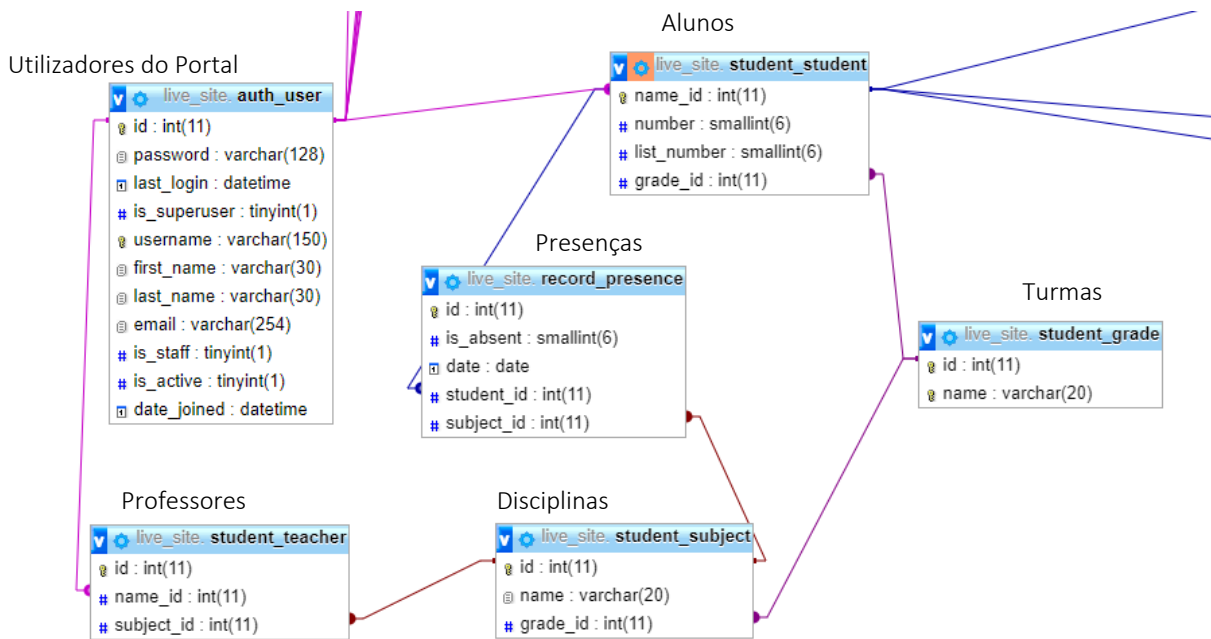 Utilizadores do Portal
live_site. auth_user
id : int(11)
password : varchar(128)
last_login : datetime
is_superuser : tinyint(1)
username : varchar(150)
first_name : varchar(30)
last_name : varchar(30)
email : varchar(254)
is_staff : tinyint(1)
is_active : tinyint(1)
date_joined : datetime
Alunos
live_site. student_student
name_id : int(11)
number : smallint(6)
list_number : smallint(6)
grade_id : int(11)
Presenças
live_site. record_presence
id : int(11)
is_absent : smallint(6)
date : date
student_id : int(11)
subject_id : int(11)
Turmas
live_site. student_grade
id : int(11)
name : varchar(20)
Professores
live_site. student_teacher
id : int(11)
name_id : int(11)
subject_id : int(11)
Disciplinas
live_site. student_subject
id : int(11)
name : varchar(20)
grade_id : int(11)